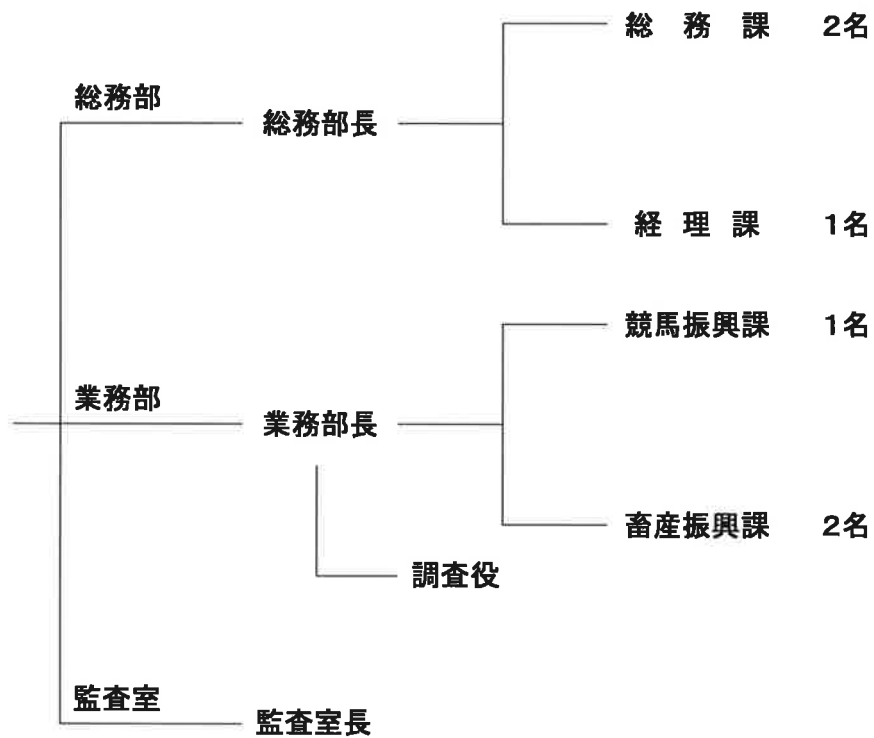 総務課 2名
総務部
総務部長
経理課 1名
競馬振興課 1名
業務部
業務部長
畜産振興課 2名
調査役
監査室
監査室長